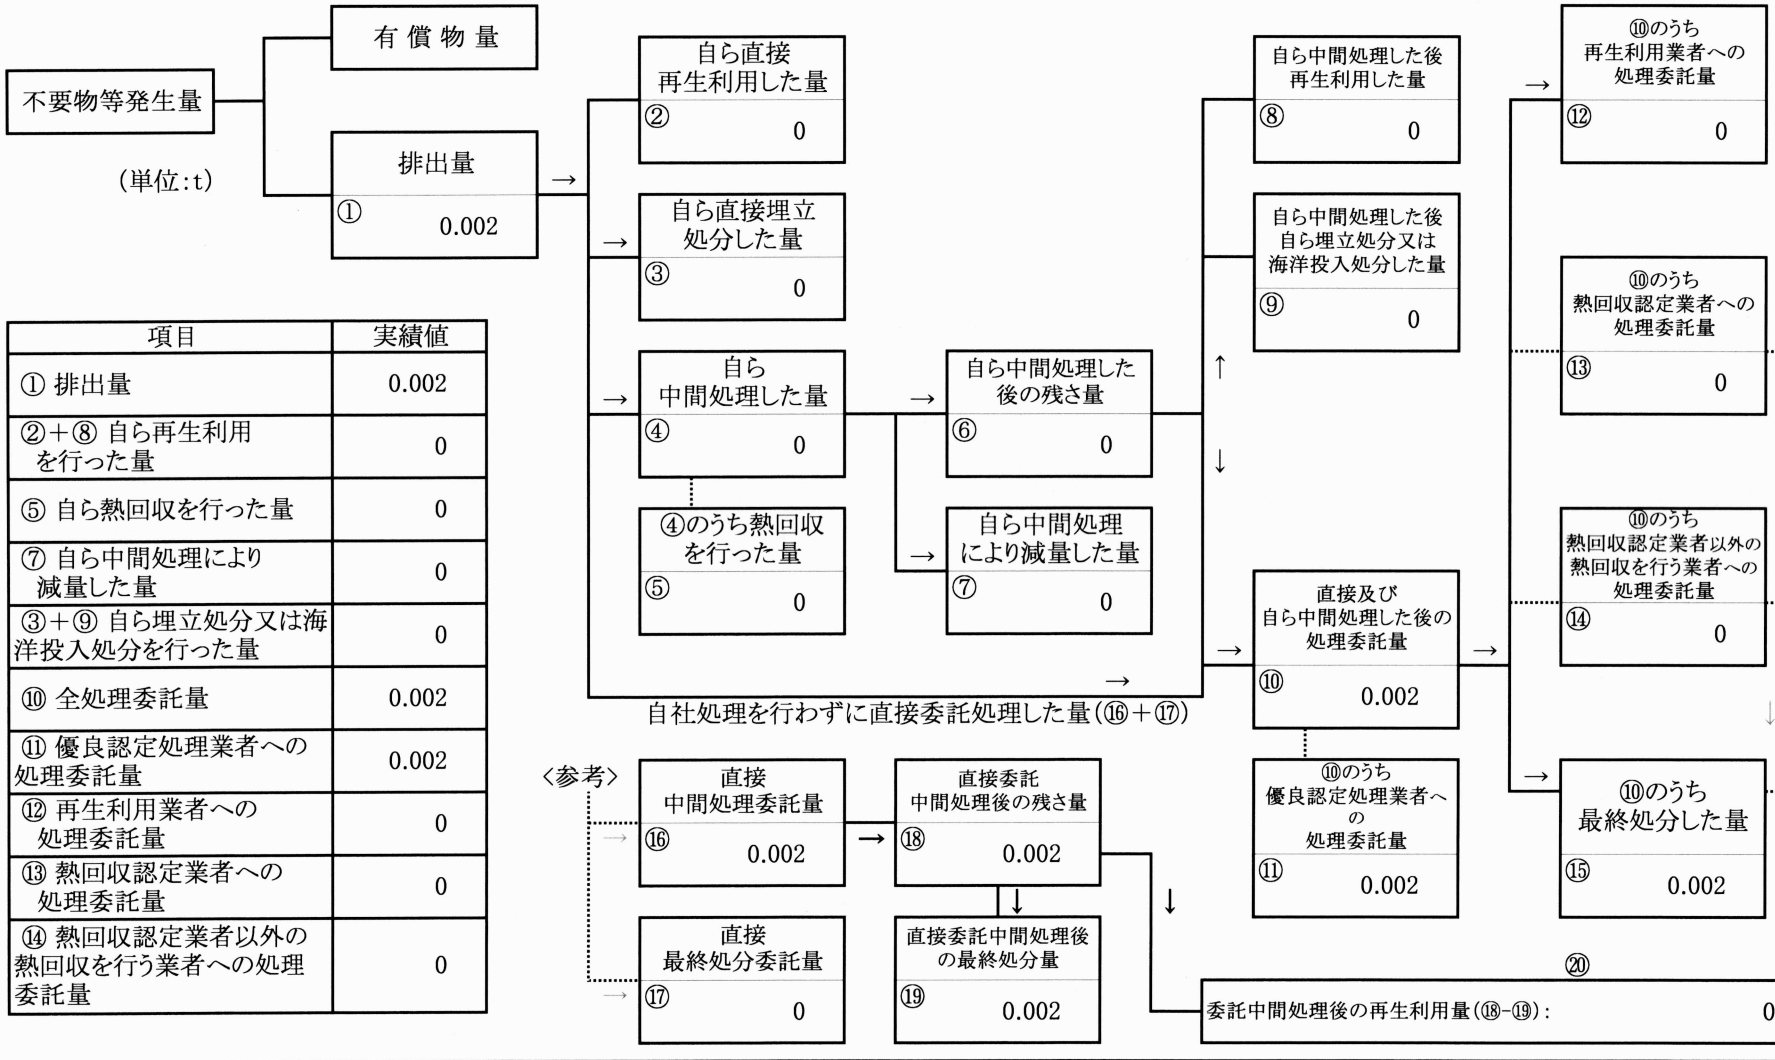 不要物等発生量
(単位:t)
有償物量
排出量
①
0.002
→
自ら直接
再生利用した量
②
0
→
自ら直接埋立
処分した量
③
0
→
自ら
中間処理した量
④
0
④のうち熱回収
を行った量
⑤
0
→
自ら中間処理した
後の残さ量
⑥
0
→
自ら中間処理
により減量した量
⑦
0
→
自社処理を行わずに直接委託処理した量(⑯+⑰)
自ら中間処理した後
再生利用した量
⑧
0
自ら中間処理した後
自ら埋立処分又は
海洋投入処分した量
⑨
0
↑
↓
→
直接及び
自ら中間処理した後の
処理委託量
⑩
0.002
→
⑩のうち
優良認定処理業者へ
の
処理委託量
⑪
0.002
→
⑩のうち
再生利用業者への
処理委託量
⑫
0
⑩のうち
熱回収認定業者への
処理委託量
⑬
0
⑩のうち
熱回収認定業者以外の
熱回収を行う業者への
処理委託量
⑭
0
↓
→
⑩のうち
最終処分した量
⑮
0.002
項目 実績値
① 排出量 0.002
②+⑧ 自ら再生利用
を行った量 0
⑤ 自ら熱回収を行った量 0
⑦ 自ら中間処理により
減量した量 0
③+⑨ 自ら埋立処分又は海
洋投入処分を行った量 0
⑩ 全処理委託量 0.002
⑪ 優良認定処理業者への
処理委託量 0.002
⑫ 再生利用業者への
処理委託量 0
⑬ 熱回収認定業者への
処理委託量 0
⑭ 熱回収認定業者以外の
熱回収を行う業者への処理
委託量 0
〈参考〉
→
直接
中間処理委託量
⑯
0.002
→
直接委託
中間処理後の残さ量
⑱
0.002
↓
↓
→
直接
最終処分委託量
⑰
0
直接委託中間処理後
の最終処分量
⑲
0.002
⑳
委託中間処理後の再生利用量(⑱-⑲): 0